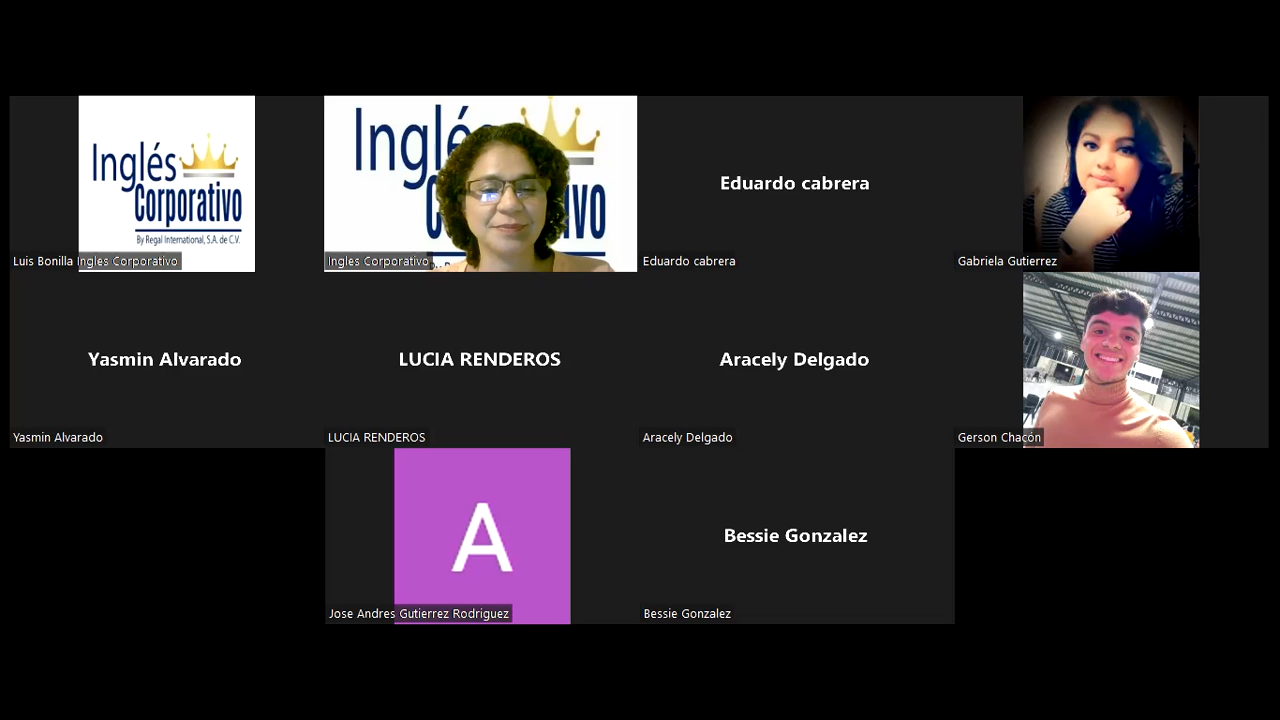 Inglés
Corporativo
By Regal International, S.A. de C.V.
Luis Bonilla Ingles Corporativo
Inglé
C
vo
Ingles Corporativo
Eduardo cabrera
Eduardo cabrera
Gabriela Gutierrez
Yasmin Alvarado
Yasmin Alvarado
LUCIA RENDEROS
LUCIA RENDEROS
Aracely Delgado
Aracely Delgado
Gerson Chacón
A
Jose Andres Gutierrez Rodriguez
Bessie Gonzalez
Bessie Gonzalez